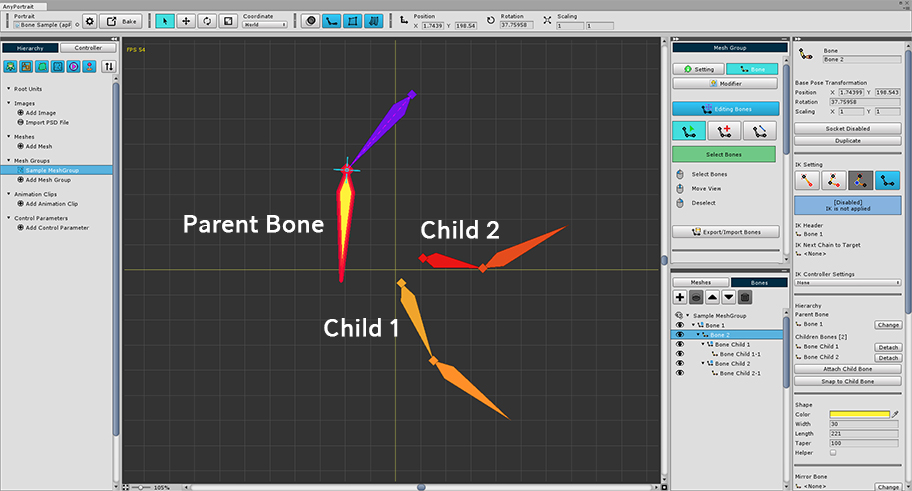 AnyPortrait
Portrait
Bone Sample (apP
Bake
Coordinate
World
Position
X 1.7439 Y 198.54
Rotation
37.75958
Scaling
1 1
Hierarchy
Controller
Root Units
Images
Add Image
Import PSD File
Meshes
Add Mesh
Mesh Groups
Sample MeshGroup
Add Mesh Group
Animation Clips
Add Animation Clip
Control Parameters
Add Control Parameter
FPS 54
Parent Bone
Child 2
Child 1
105%
Mesh Group
Setting
Bone
Modifier
Editing Bones
Select Bones
Select Bones
Move View
Deselect
Export/Import Bones
Meshes
Bones
Sample MeshGroup
Bone 1
Bone 2
Bone Child 1
Bone Child 1-1
Bone Child 2
Bone Child 2-1
Bone
Bone 2
Base Pose Transformation
Position X 1.74399 Y 198.543
Rotation 37.75958
Scaling X 1 Y 1
Socket Disabled
Duplicate
IK Setting
[Disabled]
IK is not applied
IK Header
Bone 1
IK Next Chain to Target
<None>
IK Controller Settings
None
Hierarchy
Parent Bone
Bone 1 Change
Children Bones [2]
Bone Child 1 Detach
Bone Child 2 Detach
Attach Child Bone
Snap to Child Bone
Shape
Color
Width 30
Length 221
Taper 100
Helper
Mirror Bone
<None> Change